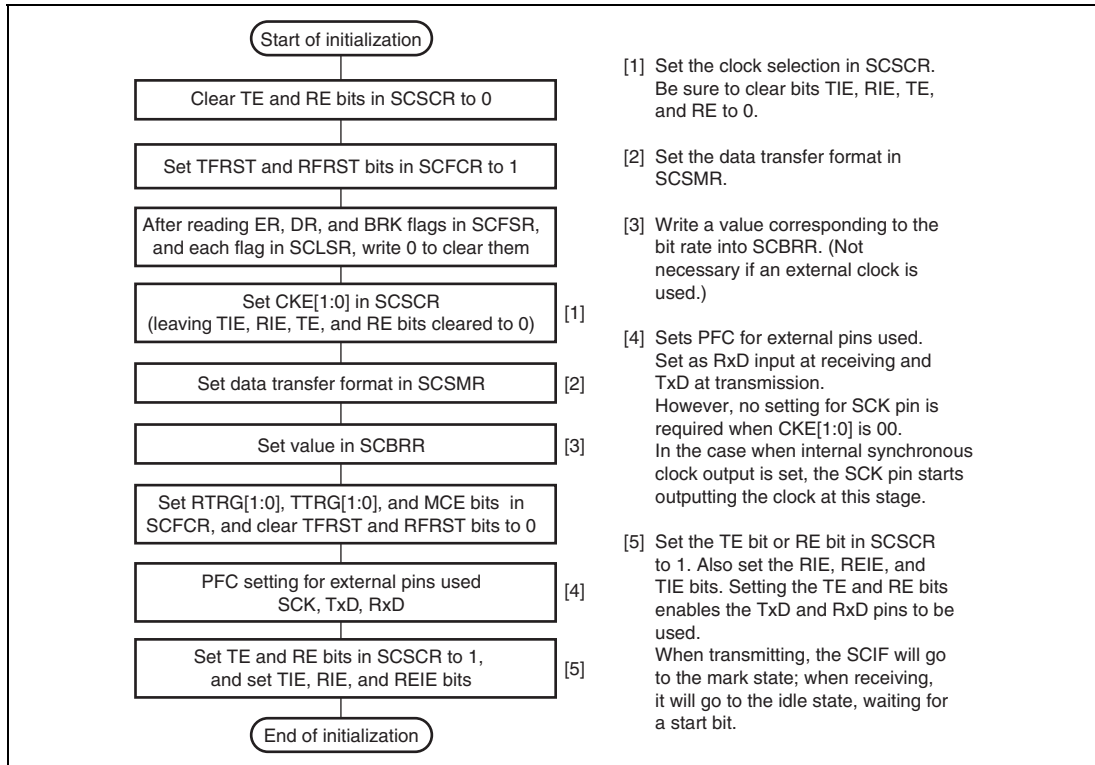 Start of initialization
Clear TE and RE bits in SCSCR to 0
Set TFRST and RFRST bits in SCFCR to 1
After reading ER, DR, and BRK flags in SCFSR,
and each flag in SCLSR, write 0 to clear them
Set CKE[1:0] in SCSCR
(leaving TIE, RIE, TE, and RE bits cleared to 0)
[1]
Set data transfer format in SCSMR
[2]
Set value in SCBRR
[3]
Set RTRG[1:0], TTRG[1:0], and MCE bits in
SCFCR, and clear TFRST and RFRST bits to 0
PFC setting for external pins used
SCK, TxD, RxD
[4]
Set TE and RE bits in SCSCR to 1,
and set TIE, RIE, and REIE bits
[5]
End of initialization
[1] Set the clock selection in SCSCR.
Be sure to clear bits TIE, RIE, TE,
and RE to 0.
[2] Set the data transfer format in
SCSMR.
[3] Write a value corresponding to the
bit rate into SCBRR. (Not
necessary if an external clock is
used.)
[4] Sets PFC for external pins used.
Set as RxD input at receiving and
TxD at transmission.
However, no setting for SCK pin is
required when CKE[1:0] is 00.
In the case when internal synchronous
clock output is set, the SCK pin starts
outputting the clock at this stage.
[5] Set the TE bit or RE bit in SCSCR
to 1. Also set the RIE, REIE, and
TIE bits. Setting the TE and RE bits
enables the TxD and RxD pins to be
used.
When transmitting, the SCIF will go
to the mark state; when receiving,
it will go to the idle state, waiting for
a start bit.